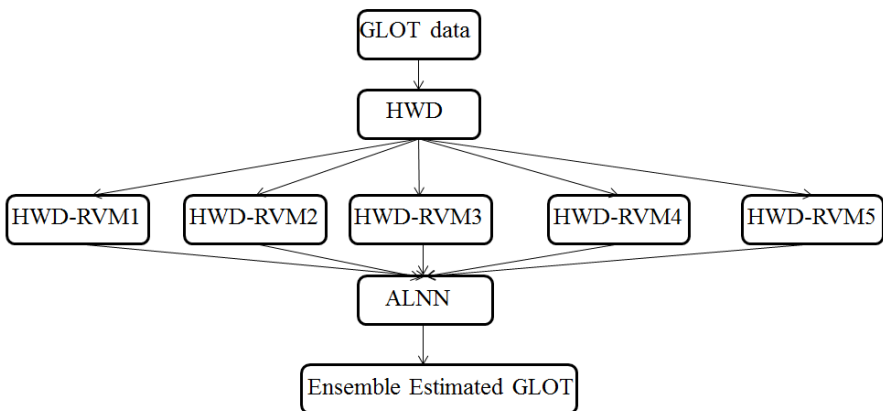 GLOT data
HWD
HWD-RVM1
HWD-RVM2
HWD-RVM3
HWD-RVM4
HWD-RVM5
ALNN
Ensemble Estimated GLOT